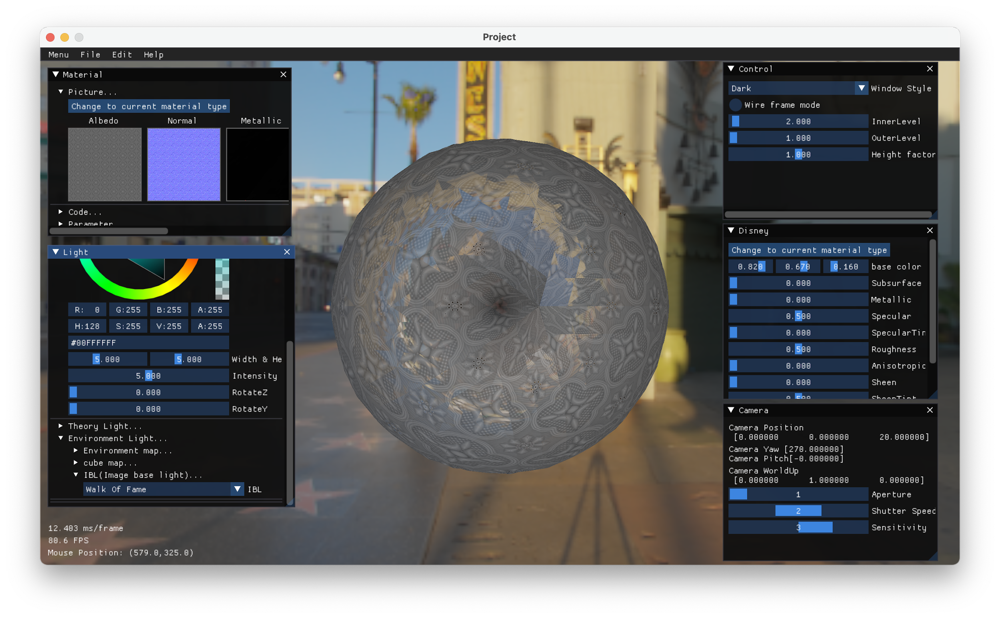 Project
Menu File Edit Help
Material
Picture...
Change to current material type
Albedo Normal Metallic
Code...
Parameter
Light
R: 0 G:255 B:255 A:255
H:128 S:255 V:255 A:255
#00FFFFFF
5.000 5.000 Width & He
5.000 Intensity
0.000 RotateZ
0.000 RotateY
Theory Light...
Environment Light...
Environment map...
cube map...
IBL(Image base light)...
Walk Of Fame IBL
12.403 ms/frame
80.6 FPS
Mouse Position: (579.0,325.0)
Control
Dark Window Style
Wire frame mode
2.000 InnerLevel
1.000 OuterLevel
1.000 Height factor
Disney
Change to current material type
0.820 0.670 0.160 base color
0.000 Subsurface
0.000 Metallic
0.500 Specular
0.000 SpecularTin
0.500 Roughness
0.000 Anisotropic
0.000 Sheen
0.500 SheenTint
Camera
Camera Position
[0.000000 0.000000 20.000000]
Camera Yaw [270.000000]
Camera Pitch[-0.000000]
Camera WorldUp
[0.000000 1.000000 0.000000]
1 Aperture
2 Shutter Speed
3 Sensitivity